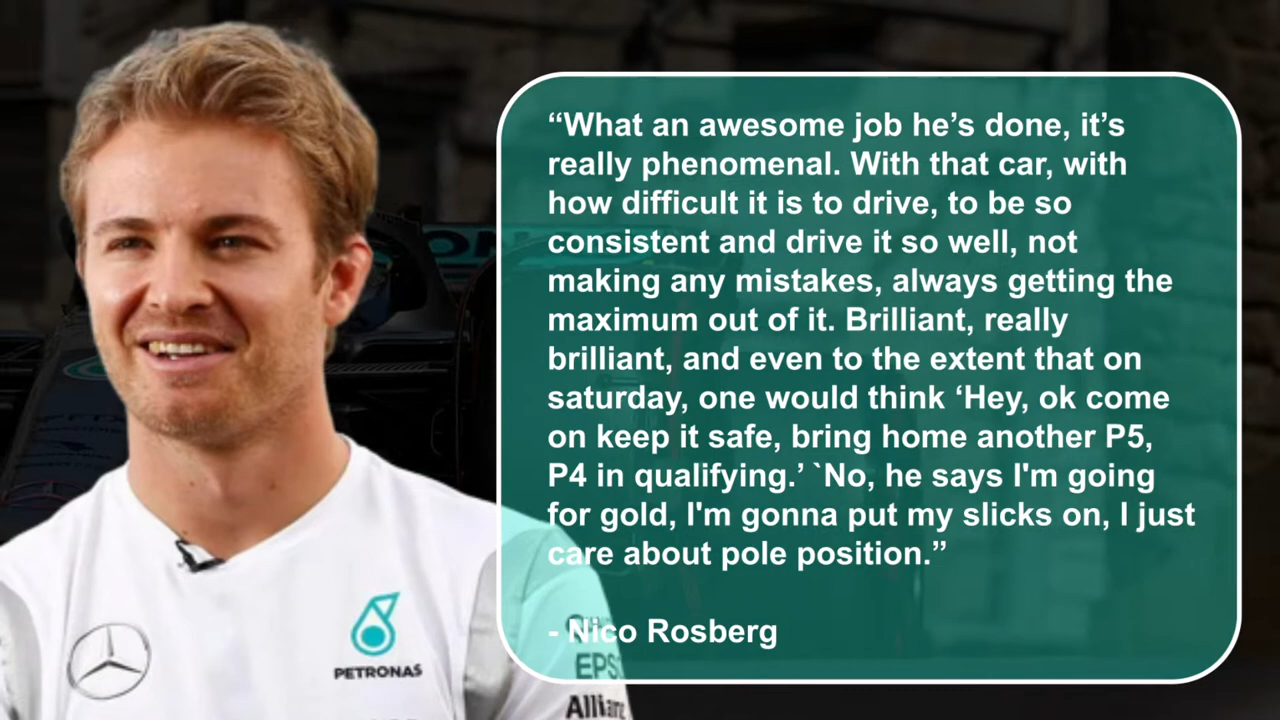 “What an awesome job he’s done, it’s
really phenomenal. With that car, with
how difficult it is to drive, to be so
consistent and drive it so well, not
making any mistakes, always getting the
maximum out of it. Brilliant, really
brilliant, and even to the extent that on
saturday, one would think ‘Hey, ok come
on keep it safe, bring home another P5,
P4 in qualifying.’ `No, he says I'm going
for gold, I'm gonna put my slicks on, I just
care about pole position.”
- Nico Rosberg
PETRONAS
EPS
Allianz